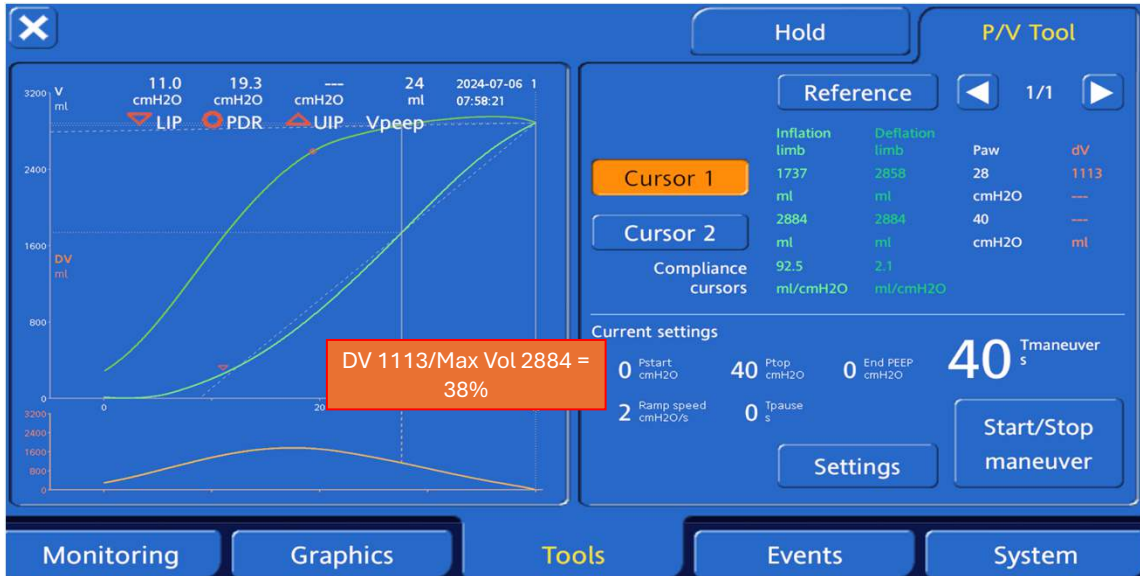 Hold
P/V Tool
11.0 19.3 --- 24 2024-07-06 1
cmH2O cmH2O cmH2O ml 07:58:21
LIP PDR UIP Vpeep
3200 V
ml
2400
1600
DV
ml
800
0
0 20
3200
2400
1600
800
0
DV 1113/Max Vol 2884 =
38%
Reference 1/1
Inflation limb Deflation limb Paw dV
Cursor 1 1737 ml 2858 ml 28 cmH2O 1113 ---
Cursor 2 2884 ml 2884 ml 40 cmH2O --- ml
Compliance cursors 92.5 ml/cmH2O 2.1 ml/cmH2O
Current settings
0 Pstart cmH2O 40 Ptop cmH2O 0 End PEEP cmH2O 40 Tmaneuver s
2 Ramp speed cmH2O/s 0 Tpause s
Settings
Start/Stop
maneuver
Monitoring Graphics Tools Events System